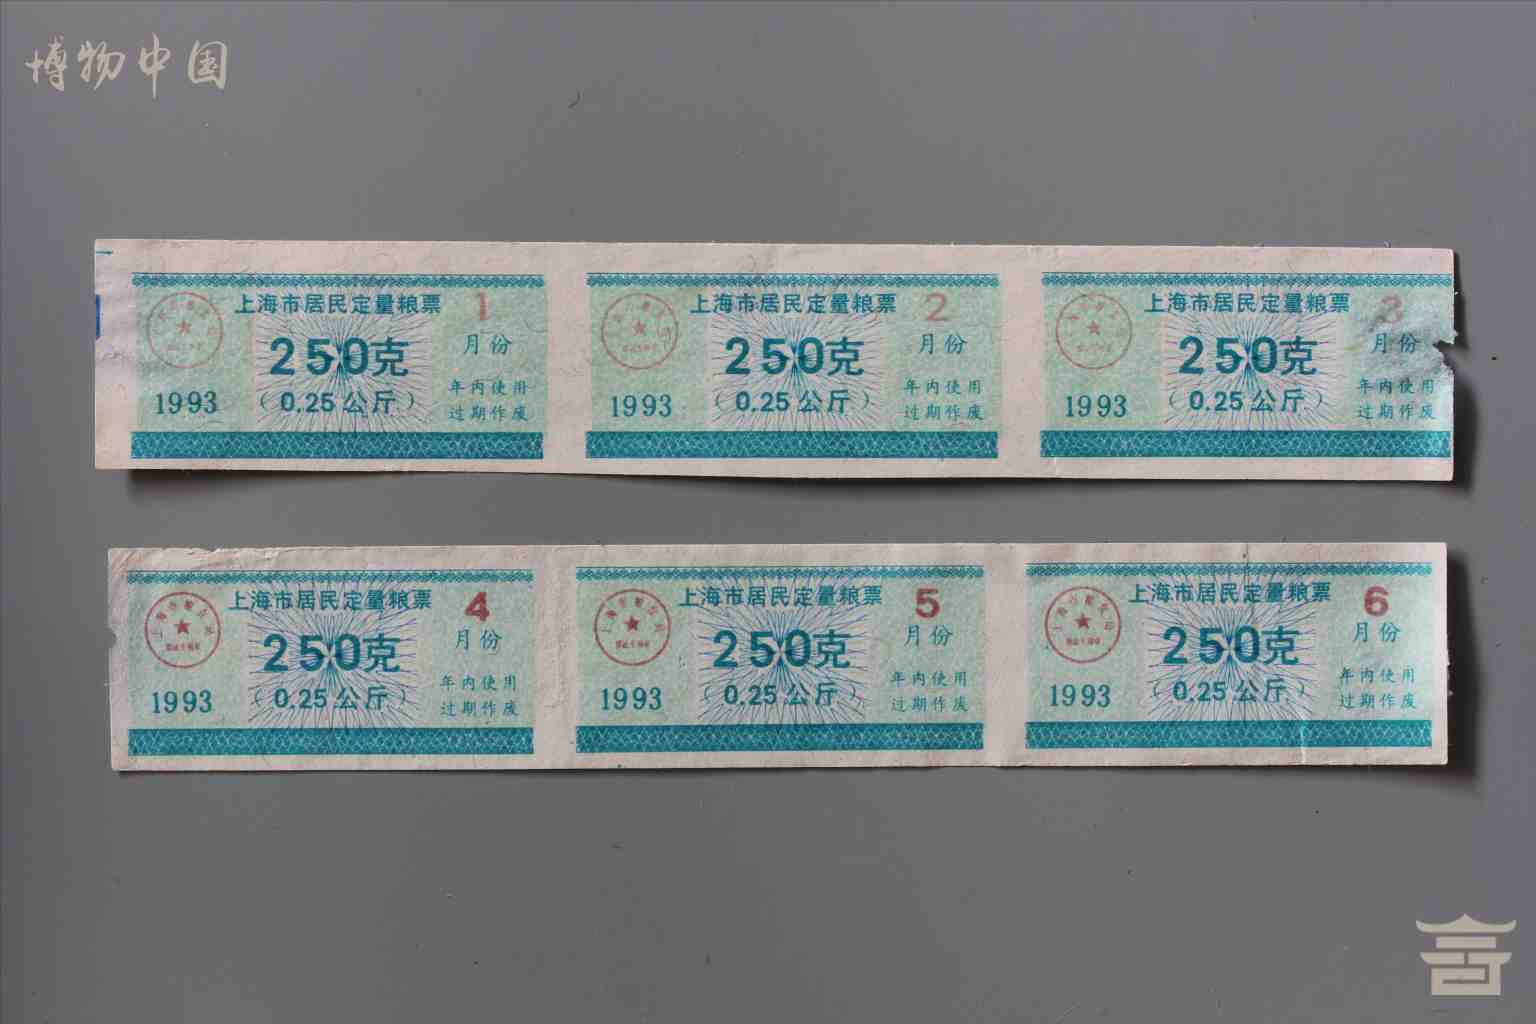 博物中国
上海市居民定量粮票
1
月份
250克
(0.25公斤)
1993
年内使用
过期作废
上海市居民定量粮票
2
月份
250克
(0.25公斤)
1993
年内使用
过期作废
上海市居民定量粮票
3
月份
250克
(0.25公斤)
1993
年内使用
过期作废
上海市居民定量粮票
4
月份
250克
(0.25公斤)
1993
年内使用
过期作废
上海市居民定量粮票
5
月份
250克
(0.25公斤)
1993
年内使用
过期作废
上海市居民定量粮票
6
月份
250克
(0.25公斤)
1993
年内使用
过期作废